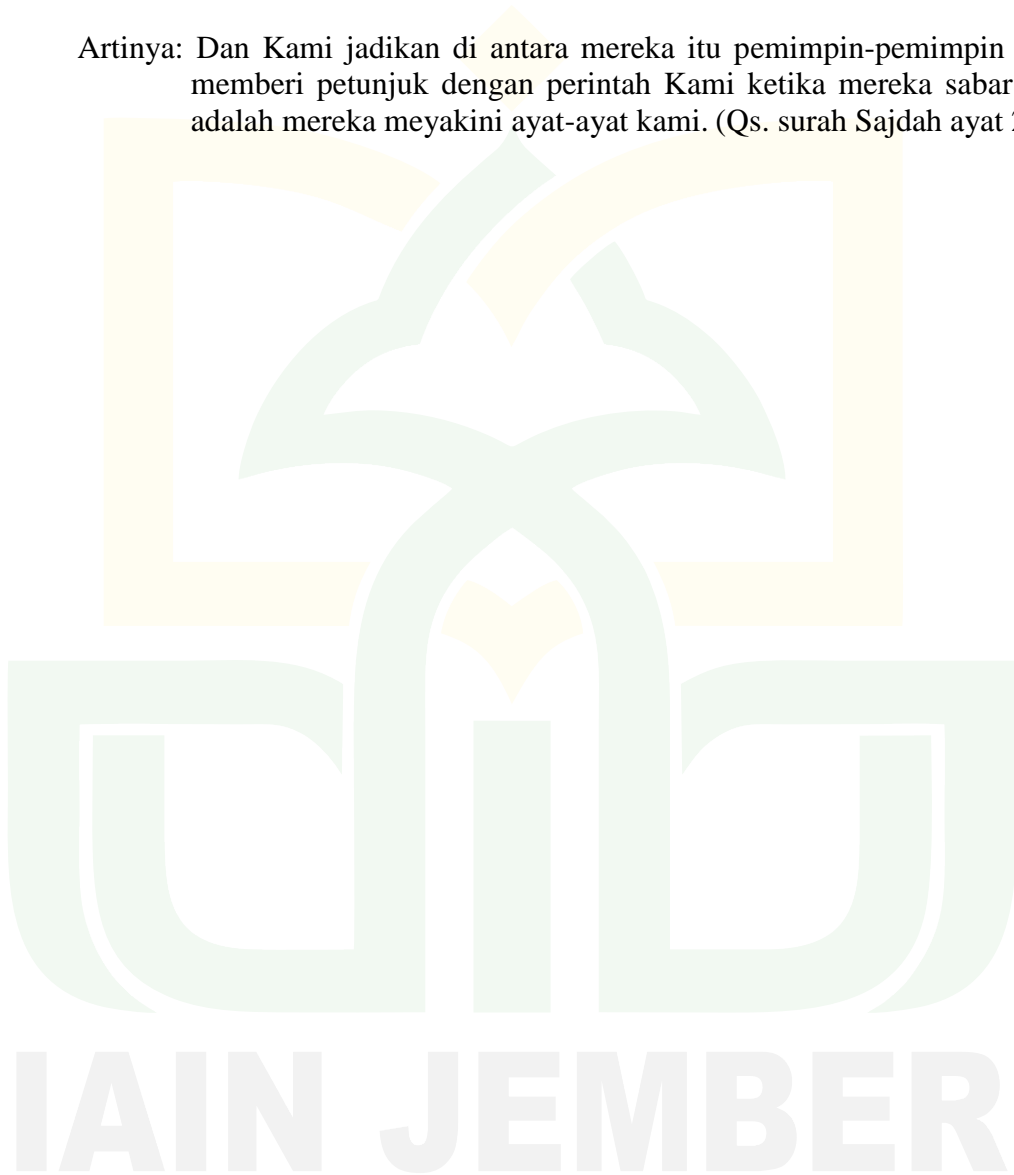 Artinya: Dan Kami jadikan di antara mereka itu pemimpin-pemimpin
memberi petunjuk dengan perintah Kami ketika mereka sabar
adalah mereka meyakini ayat-ayat kami. (Qs. surah Sajdah ayat
IAIN JEMBER